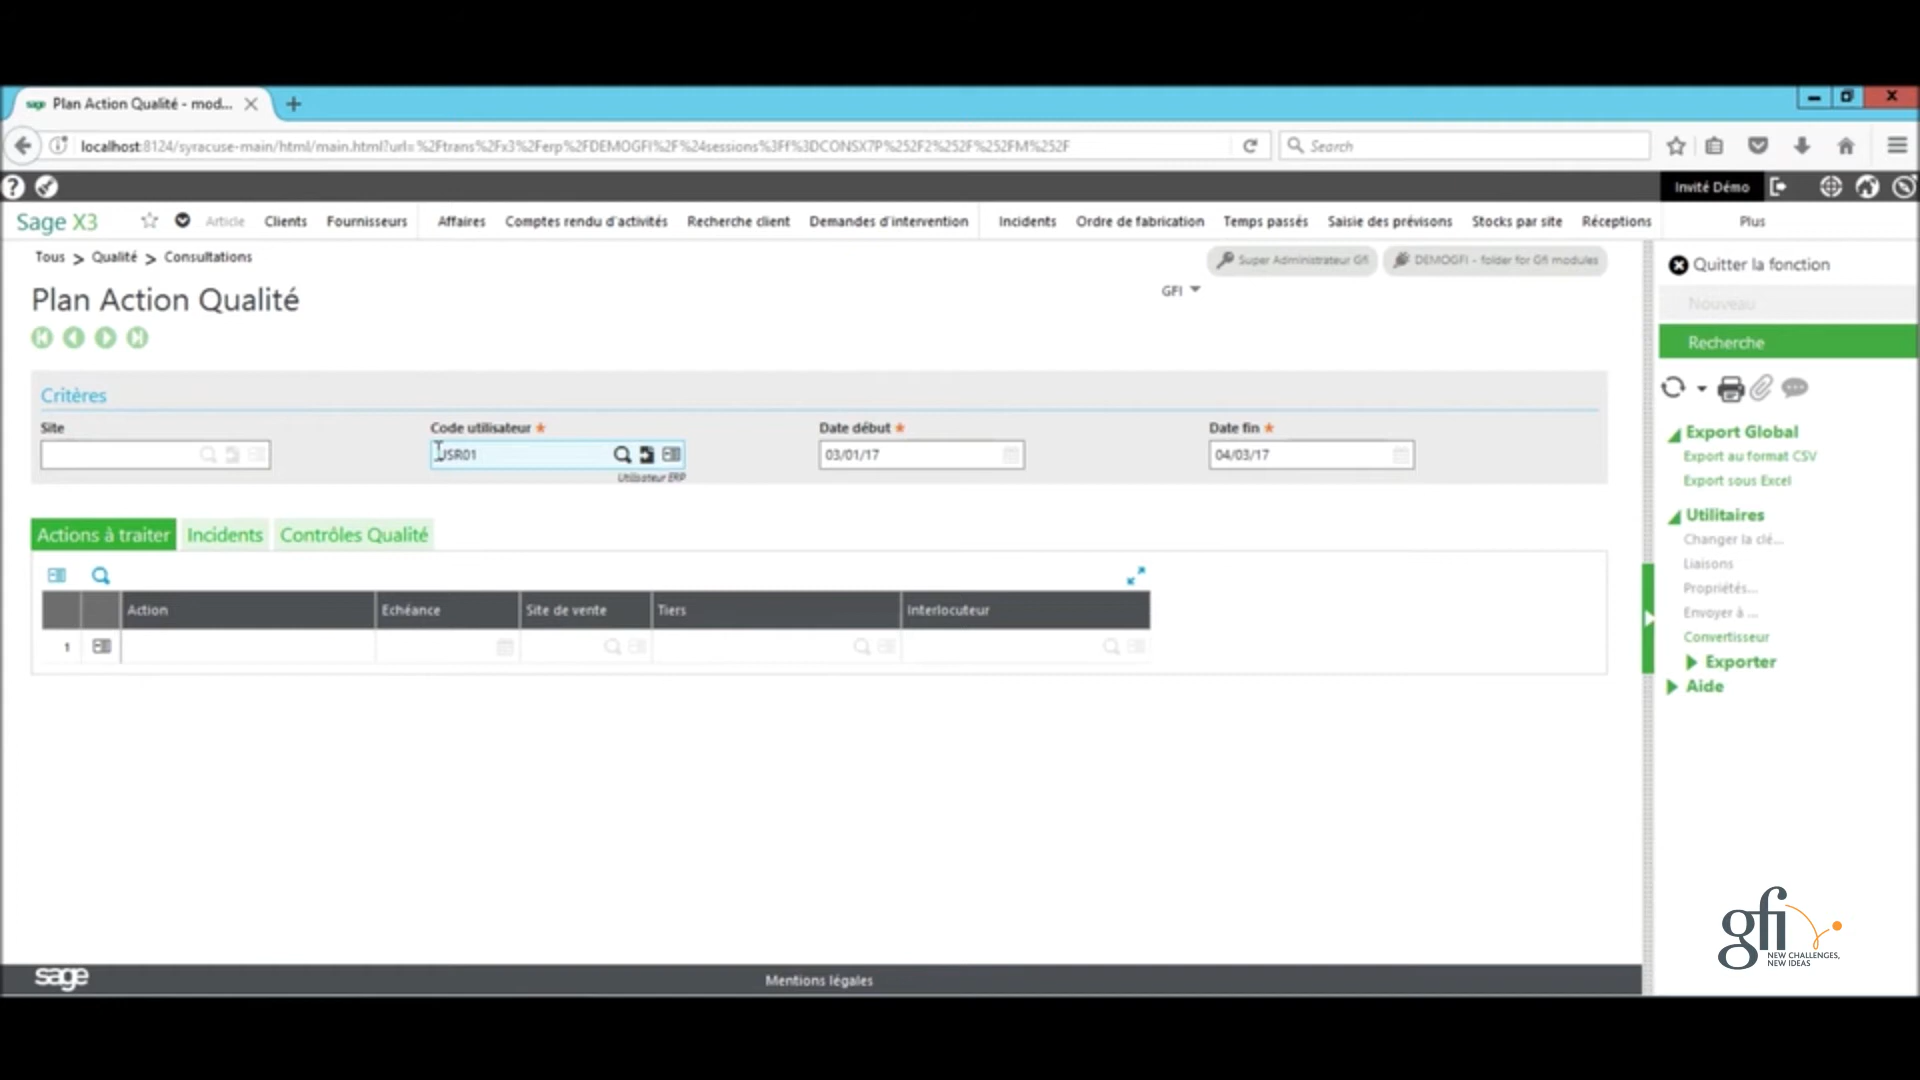 sage Plan Action Qualité - mod...
localhost:8124/syracuse-main/html/main.html?url=%2Ftrans%2Fx3%2Ferp%2FDEMOGFI%2F%24sessions%3Ff%3DCONSX7P%252F2%252F%252FM%252F
Search
?
Invité Démo
Sage X3 Article Clients Fournisseurs Affaires Comptes rendu d'activités Recherche client Demandes d'intervention Incidents Ordre de fabrication Temps passés Saisie des prévisons Stocks par site Réceptions Plus
Tous > Qualité > Consultations
Super Administrateur Gfi
DEMOGFI - folder for Gfi modules
GFI
Plan Action Qualité
Critères
Site
Code utilisateur *
USR01
Utilisateur ERP
Date début *
03/01/17
Date fin *
04/03/17
Actions à traiter Incidents Contrôles Qualité
Action Echéance Site de vente Tiers Interlocuteur
1
Quitter la fonction
Nouveau
Recherche
Export Global
Export au format CSV
Export sous Excel
Utilitaires
Changer la clé...
Liaisons
Propriétés...
Envoyer à ...
Convertisseur
Exporter
Aide
gfi
NEW CHALLENGES,
NEW IDEAS
sage
Mentions légales